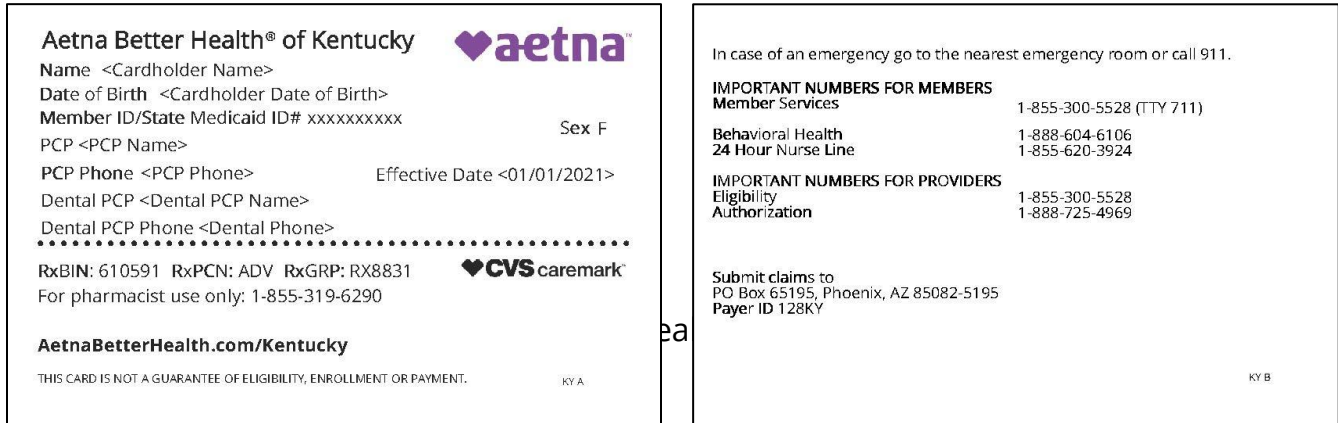 Aetna Better Health® of Kentucky
aetna™
Name <Cardholder Name>
Date of Birth <Cardholder Date of Birth>
Member ID/State Medicaid ID# xxxxxxxxxx
Sex F
PCP <PCP Name>
PCP Phone <PCP Phone>
Effective Date <01/01/2021>
Dental PCP <Dental PCP Name>
Dental PCP Phone <Dental Phone>
RxBIN: 610591 RxPCN: ADV RxGRP: RX8831
CVS caremark™
For pharmacist use only: 1-855-319-6290
AetnaBetterHealth.com/Kentucky
THIS CARD IS NOT A GUARANTEE OF ELIGIBILITY, ENROLLMENT OR PAYMENT.
KY A
ea
In case of an emergency go to the nearest emergency room or call 911.
IMPORTANT NUMBERS FOR MEMBERS
Member Services 1-855-300-5528 (TTY 711)
Behavioral Health 1-888-604-6106
24 Hour Nurse Line 1-855-620-3924
IMPORTANT NUMBERS FOR PROVIDERS
Eligibility 1-855-300-5528
Authorization 1-888-725-4969
Submit claims to
PO Box 65195, Phoenix, AZ 85082-5195
Payer ID 128KY
KY B